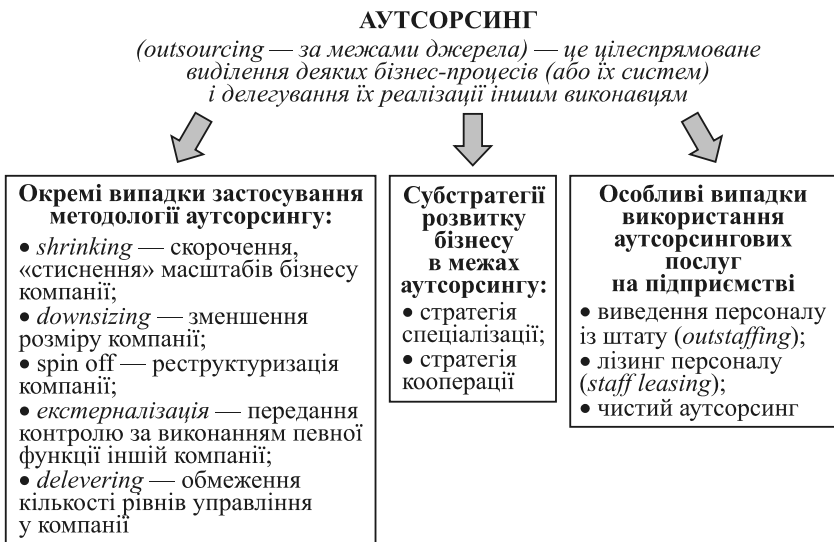 АУТСОРСИНГ
(outsourcing — за межами джерела) — це цілеспрямоване
виділення деяких бізнес-процесів (або їх систем)
і делегування їх реалізації іншим виконавцям
Окремі випадки застосування
методології аутсорсингу:
• shrinking — скорочення,
«стиснення» масштабів бізнесу
компанії;
• downsizing — зменшення
розміру компанії;
• spin off — реструктуризація
компанії;
• екстерналізація — передання
контролю за виконанням певної
функції іншій компанії;
• delevering — обмеження
кількості рівнів управління
у компанії
Субстратегії
розвитку
бізнесу
в межах
аутсорсингу:
• стратегія
спеціалізації;
• стратегія
кооперації
Особливі випадки
використання
аутсорсингових
послуг
на підприємстві
• виведення персоналу
із штату (outstaffing);
• лізинг персоналу
(staff leasing);
• чистий аутсорсинг